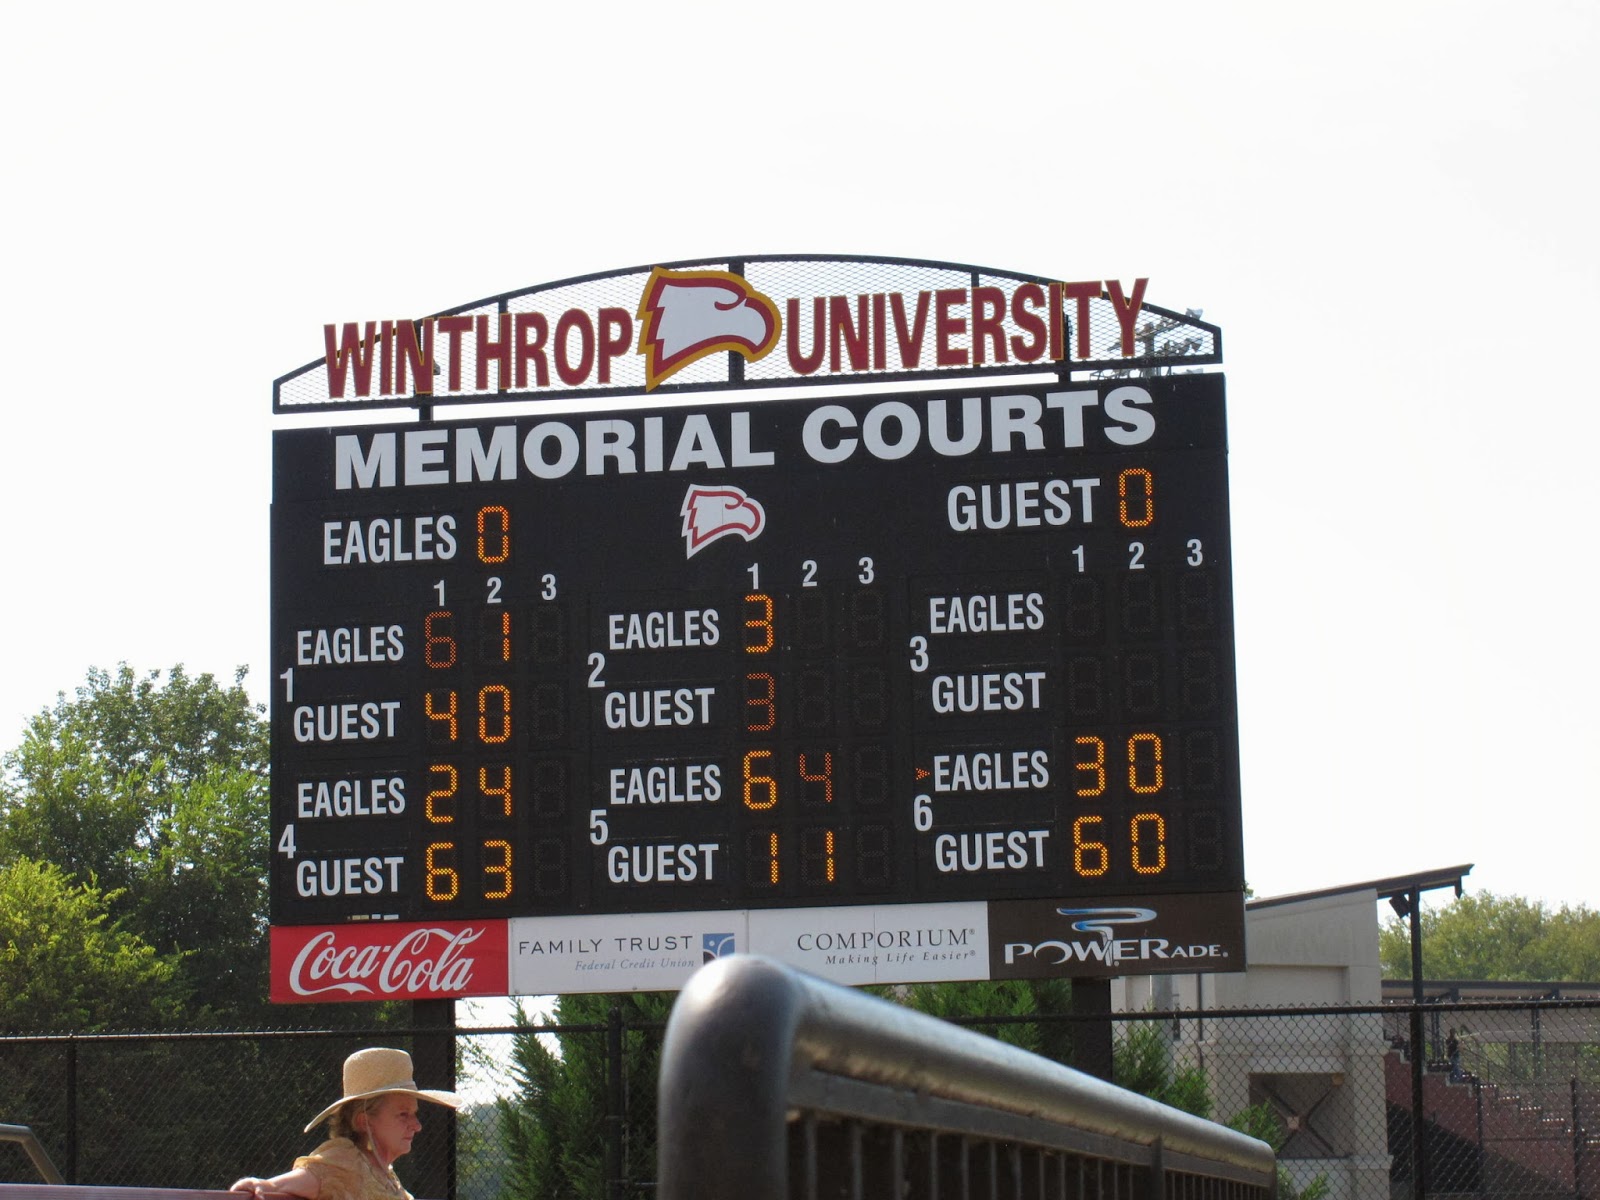 WINTHROP UNIVERSITY
MEMORIAL COURTS
EAGLES 0 GUEST 0
1 2 3 1 2 3 1 2 3
1 EAGLES 6 1 2 EAGLES 3 3 EAGLES
GUEST 4 0 GUEST 3 GUEST
4 EAGLES 2 4 5 EAGLES 6 4 6 EAGLES 3 0
GUEST 6 3 GUEST 1 1 GUEST 6 0
Coca-Cola FAMILY TRUST COMPORIUM® POWERADE®
Federal Credit Union Making Life Easier®